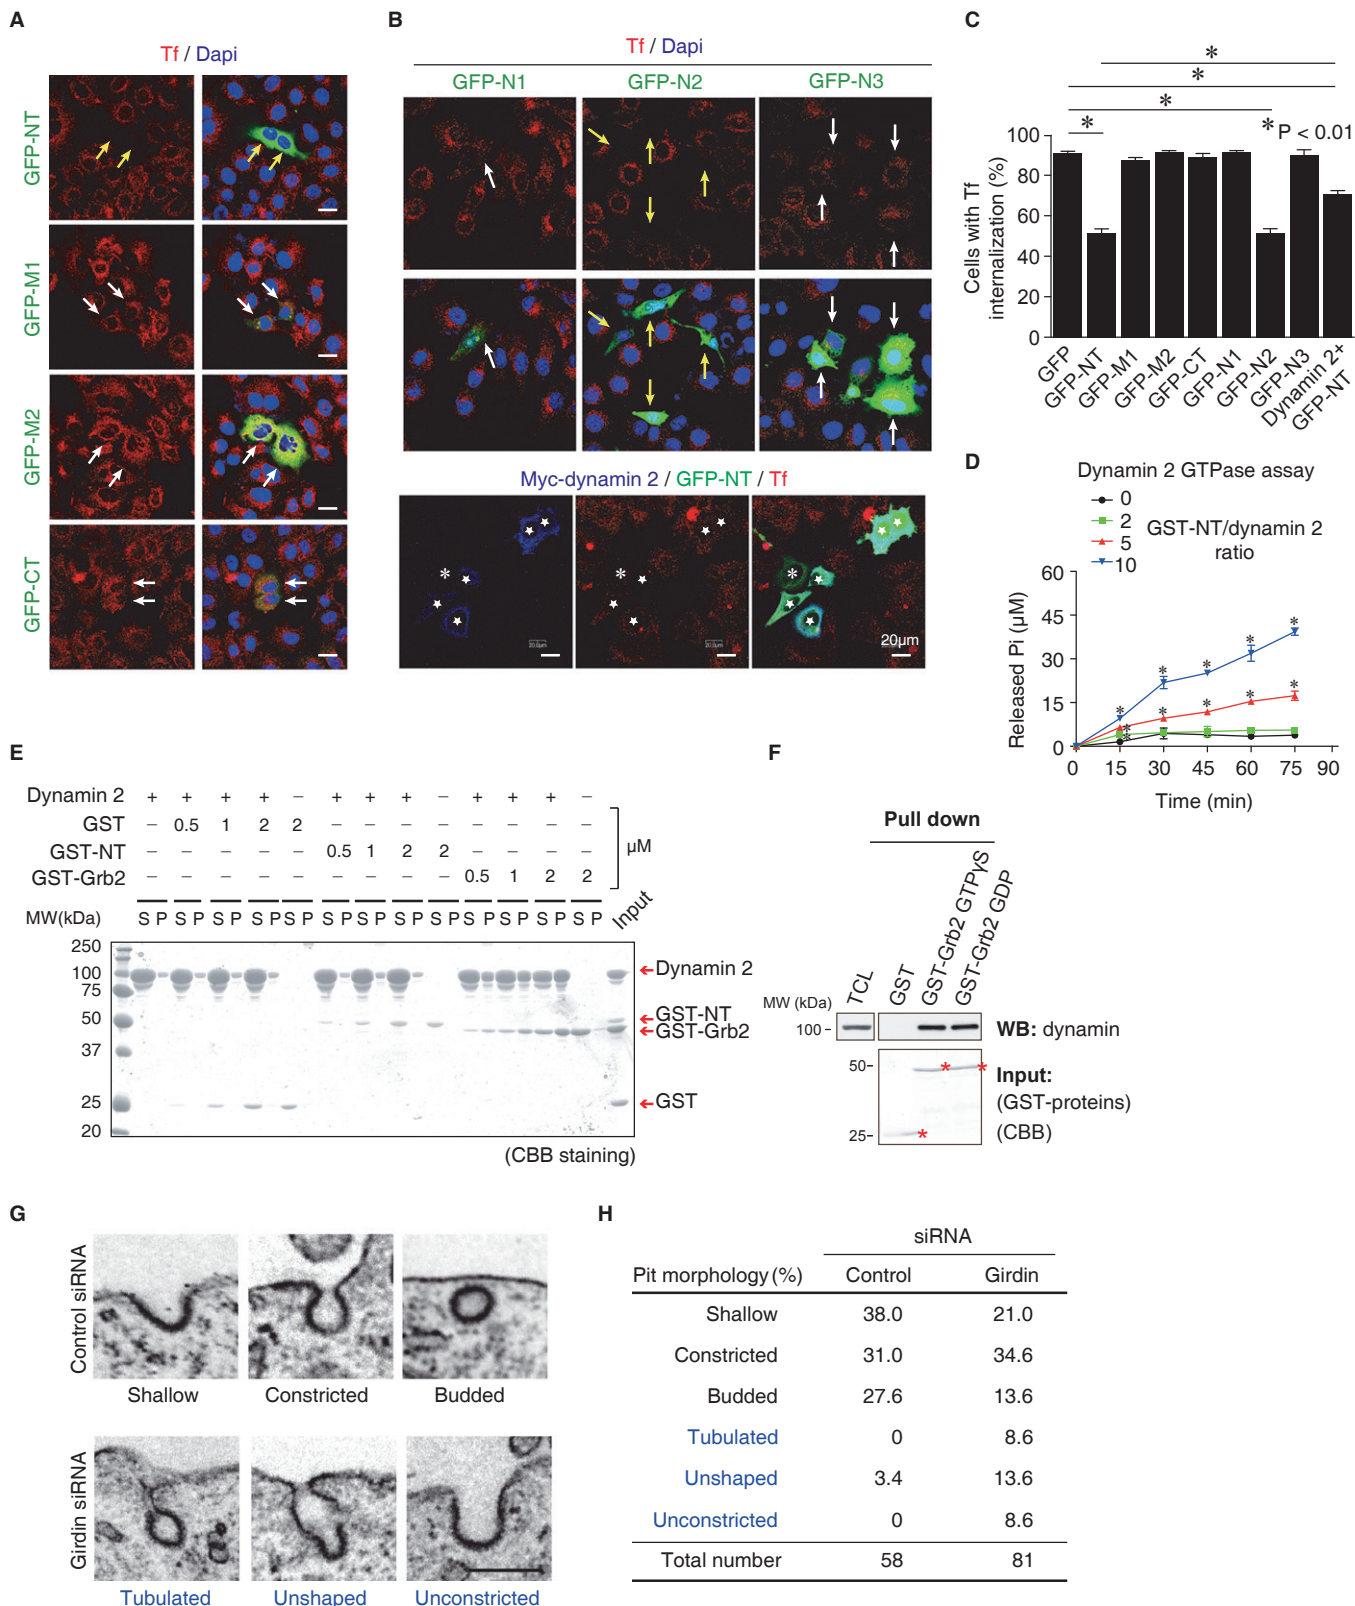 A
Tf / Dapi
GFP-NT
GFP-M1
GFP-M2
GFP-CT
B
Tf / Dapi
GFP-N1 GFP-N2 GFP-N3
Myc-dynamin 2 / GFP-NT / Tf
20µm
C
*
*
*
*
* P < 0.01
Cells with Tf
internalization (%)
100
80
60
40
20
0
GFP
GFP-NT
GFP-M1
GFP-M2
GFP-CT
GFP-N1
GFP-N2
GFP-N3
Dynamin 2+
GFP-NT
D
Dynamin 2 GTPase assay
0
2
5
10
GST-NT/dynamin 2
ratio
Released Pi (µM)
60
45
30
15
0
0 15 30 45 60 75 90
Time (min)
E
Dynamin 2 + + + + − + + + − + + + −
GST − 0.5 1 2 2 − − − − − − − −
GST-NT − − − − − 0.5 1 2 2 − − − −
GST-Grb2 − − − − − − − − − 0.5 1 2 2
µM
MW(kDa) S P S P S P S P S P S P S P S P S P S P S P S P S P Input
250
100
75
50
37
25
20
Dynamin 2
GST-NT
GST-Grb2
GST
(CBB staining)
F
Pull down
MW (kDa)
TCL
GST
GST-Grb2 GTPγS
GST-Grb2 GDP
100 -
WB: dynamin
50-
25-
Input:
(GST-proteins)
(CBB)
G
Control siRNA
Shallow Constricted Budded
Girdin siRNA
Tubulated Unshaped Unconstricted
H
siRNA
Pit morphology (%) Control Girdin
Shallow 38.0 21.0
Constricted 31.0 34.6
Budded 27.6 13.6
Tubulated 0 8.6
Unshaped 3.4 13.6
Unconstricted 0 8.6
Total number 58 81